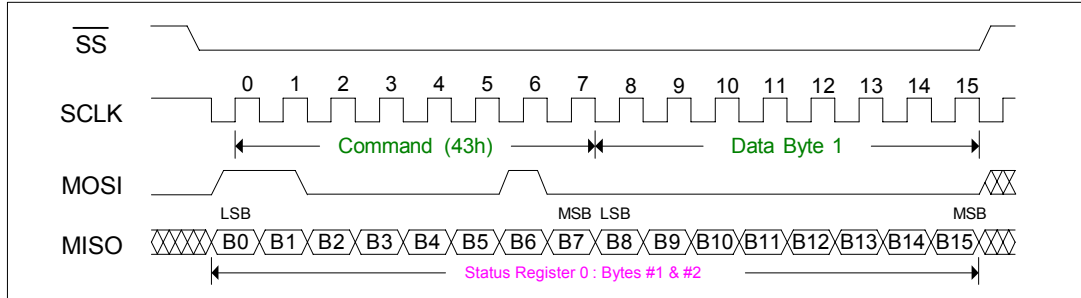 SS
0 1 2 3 4 5 6 7 8 9 10 11 12 13 14 15
SCLK
Command (43h) Data Byte 1
MOSI
LSB MSB LSB MSB
MISO B0 B1 B2 B3 B4 B5 B6 B7 B8 B9 B10 B11 B12 B13 B14 B15
Status Register 0 : Bytes #1 & #2